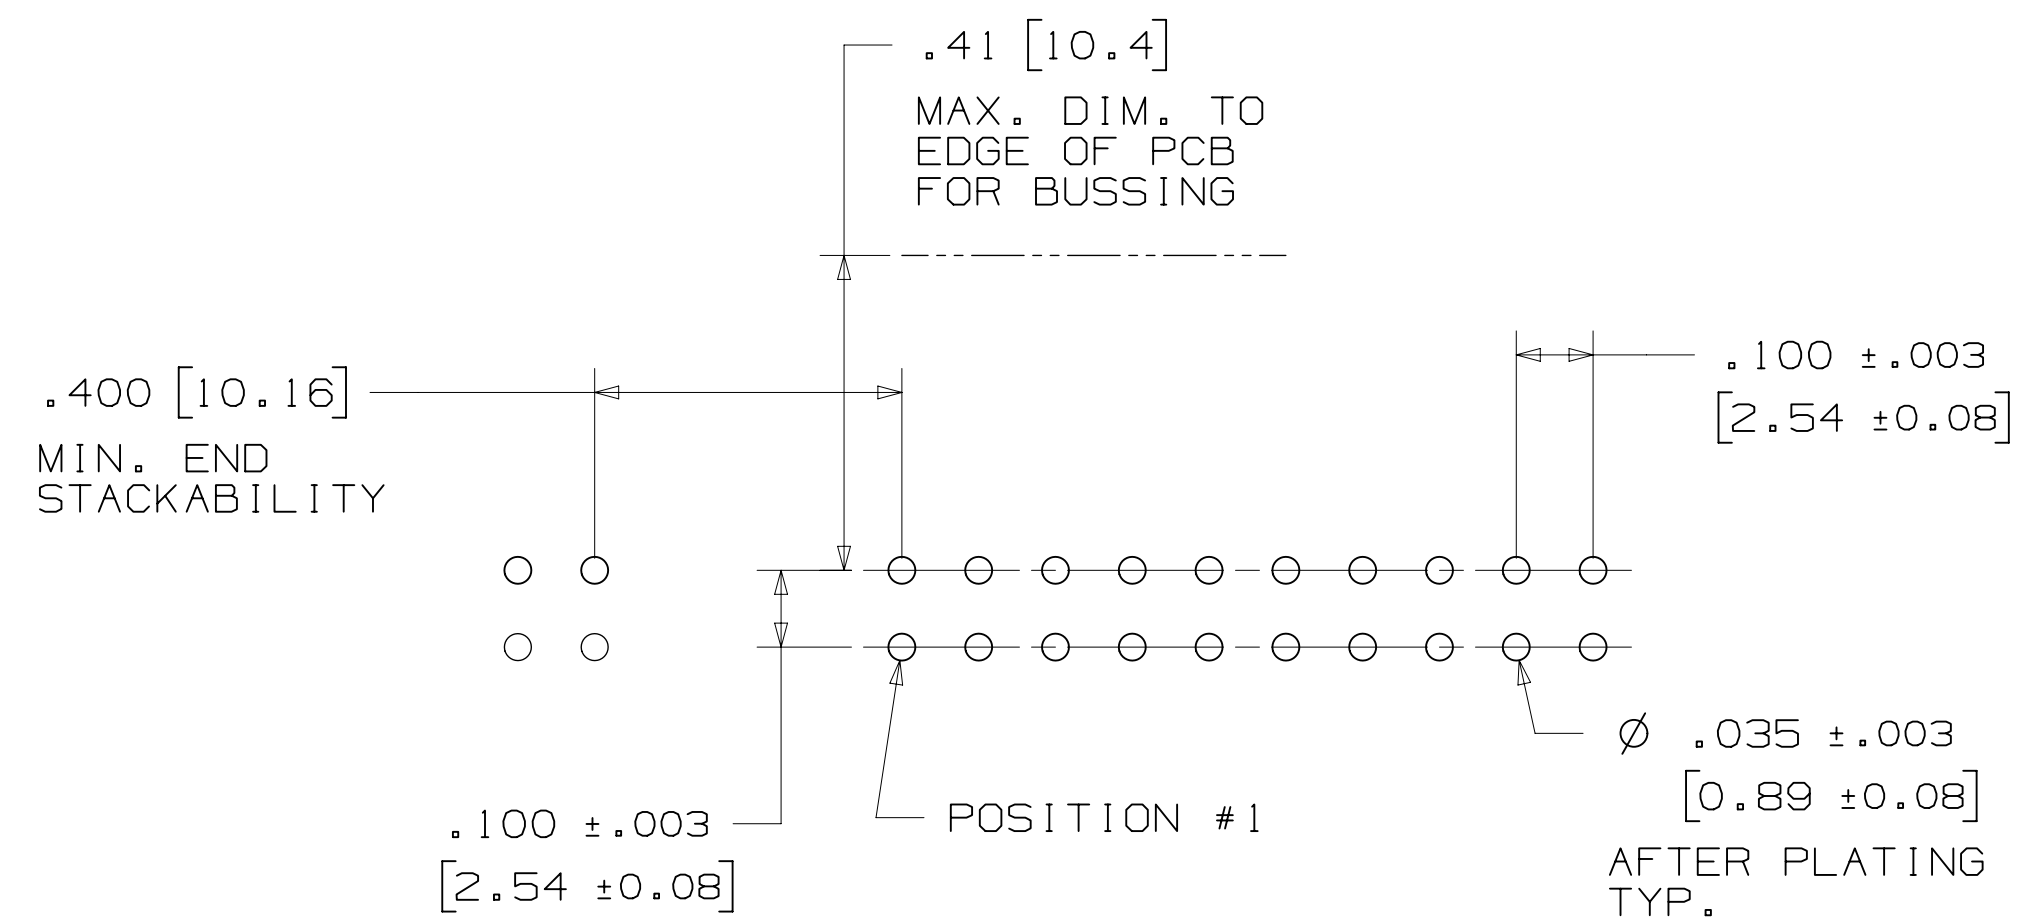 .41 [10.4]
MAX. DIM. TO
EDGE OF PCB
FOR BUSSING
.400 [10.16]
MIN. END
STACKABILITY
.100 ±.003
[2.54 ±0.08]
Ø .035 ±.003
[0.89 ±0.08]
AFTER PLATING
TYP.
POSITION #1
.100 ±.003
[2.54 ±0.08]